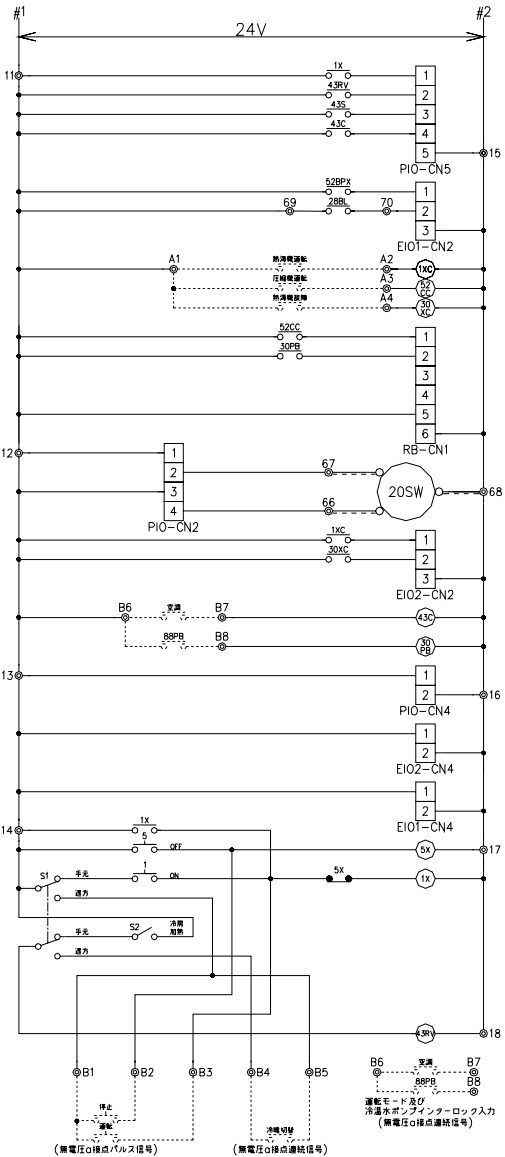 #1 #2
24V
11 1X 1
43RV 2
43S 3
43C 4
5 15
PIO-CN5
52BPX 1
69 28BL 70 2
3
EIO1-CN2
A1 熱源機運転 A2 1XC
圧縮機運転 A3 52CC
熱源機故障 A4 30XC
52CC 1
30PB 2
3
4
5
6
RB-CN1
12 1
2 67
3 20SW 68
4 66
PIO-CN2
1XC 1
30XC 2
3
EIO2-CN2
B6 空調 B7 43C
88PB B8 30PB
13 1
2 16
PIO-CN4
1
2
EIO2-CN4
1
2
EIO1-CN4
14 1X
5 OFF 5X 17
S1 手元 1 ON 5X 1X
遠方
手元 S2 冷房
加熱
遠方
43RV 18
B1 B2 B3 B4 B5
B6 空調 B7
88PB B8
停止
運転
(無電圧a接点パルス信号)
冷暖切替
(無電圧a接点連続信号)
運転モード及び
冷温水ポンプインターロック入力
(無電圧a接点連続信号)